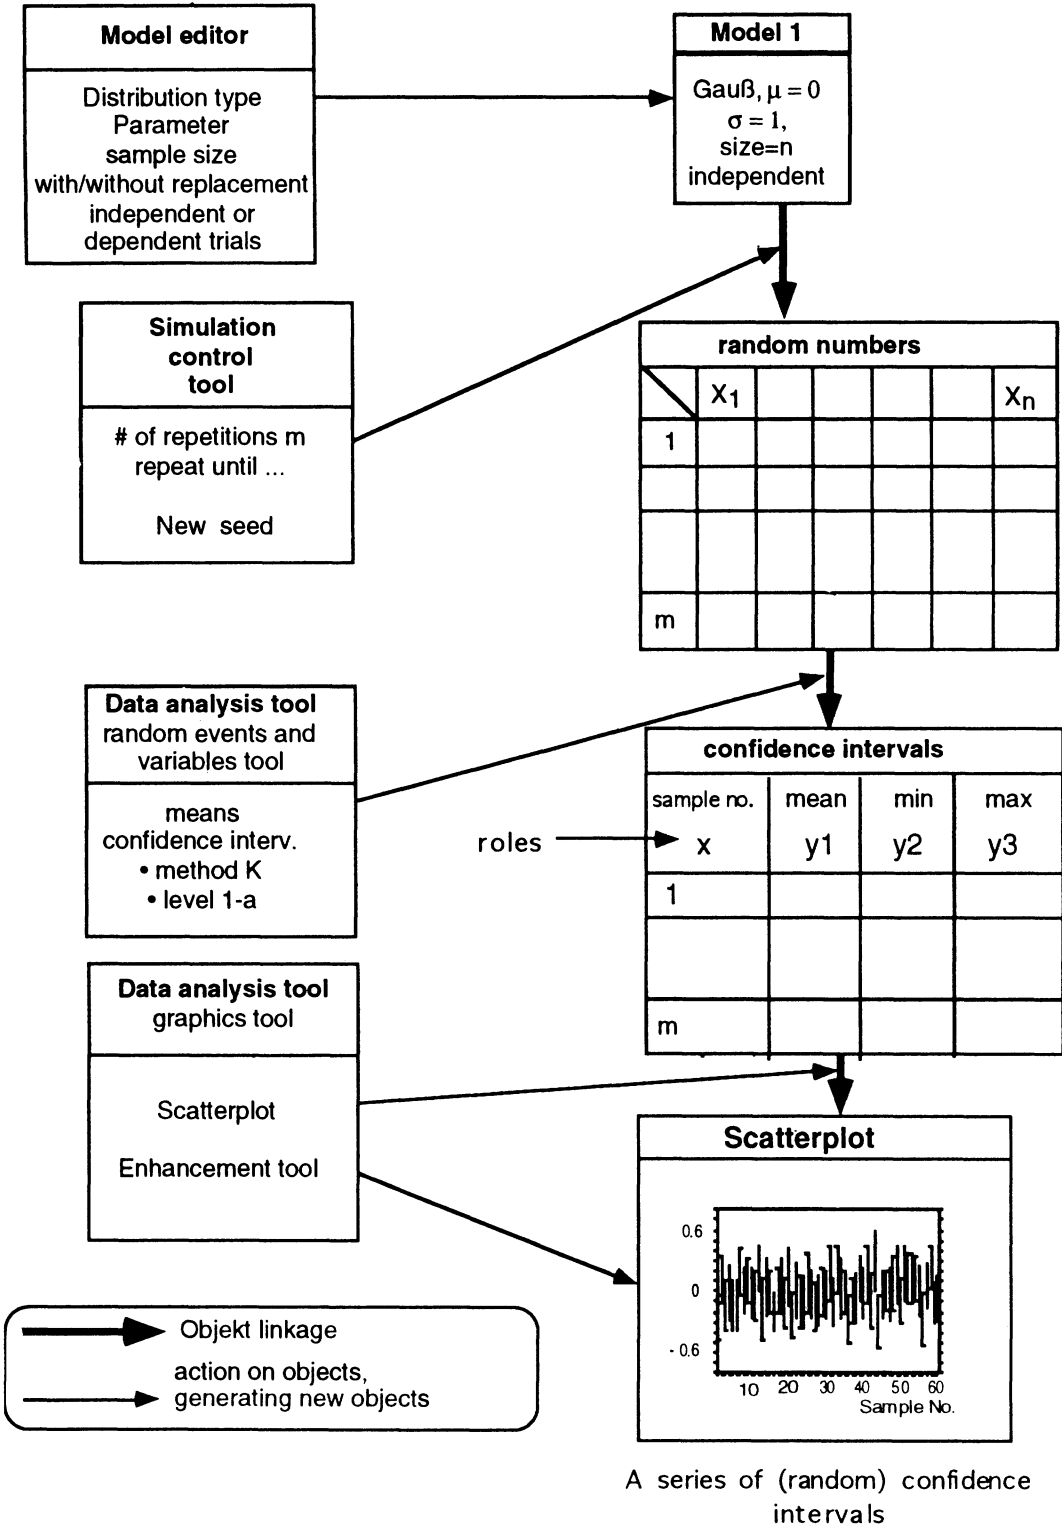 Model editor
Distribution type
Parameter
sample size
with/without replacement
independent or
dependent trials
Model 1
Gauß, μ = 0
σ = 1,
size=n
independent
Simulation
control
tool
# of repetitions m
repeat until ...
New seed
random numbers
X1 Xn
1
m
Data analysis tool
random events and
variables tool
means
confidence interv.
• method K
• level 1-a
confidence intervals
sample no. mean min max
roles
x y1 y2 y3
1
m
Data analysis tool
graphics tool
Scatterplot
Enhancement tool
Scatterplot
0.6
0
- 0.6
10 20 30 40 50 60
Sample No.
Objekt linkage
action on objects,
generating new objects
A series of (random) confidence
intervals